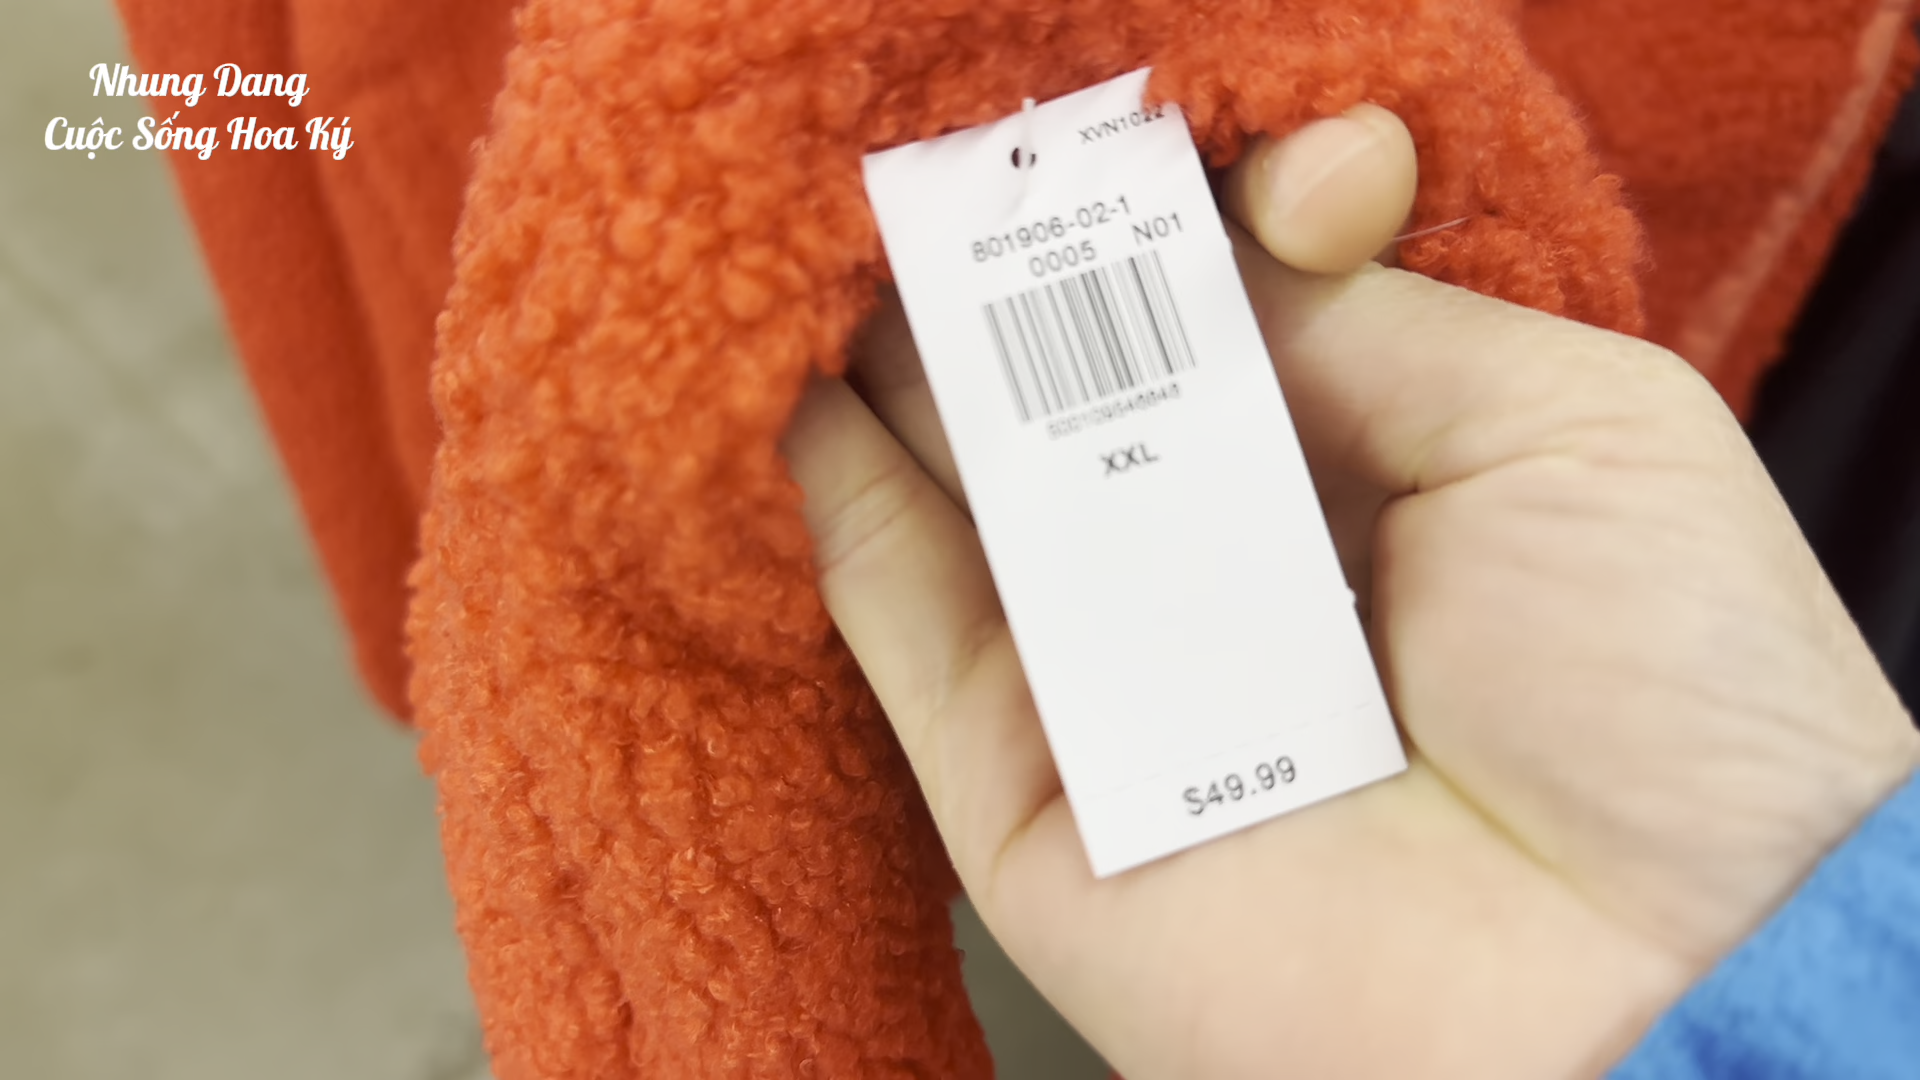 Nhung Dang
Cuộc Sống Hoa Ký
XVN1022
801906-02-1
0005 N01
XXL
$49.99